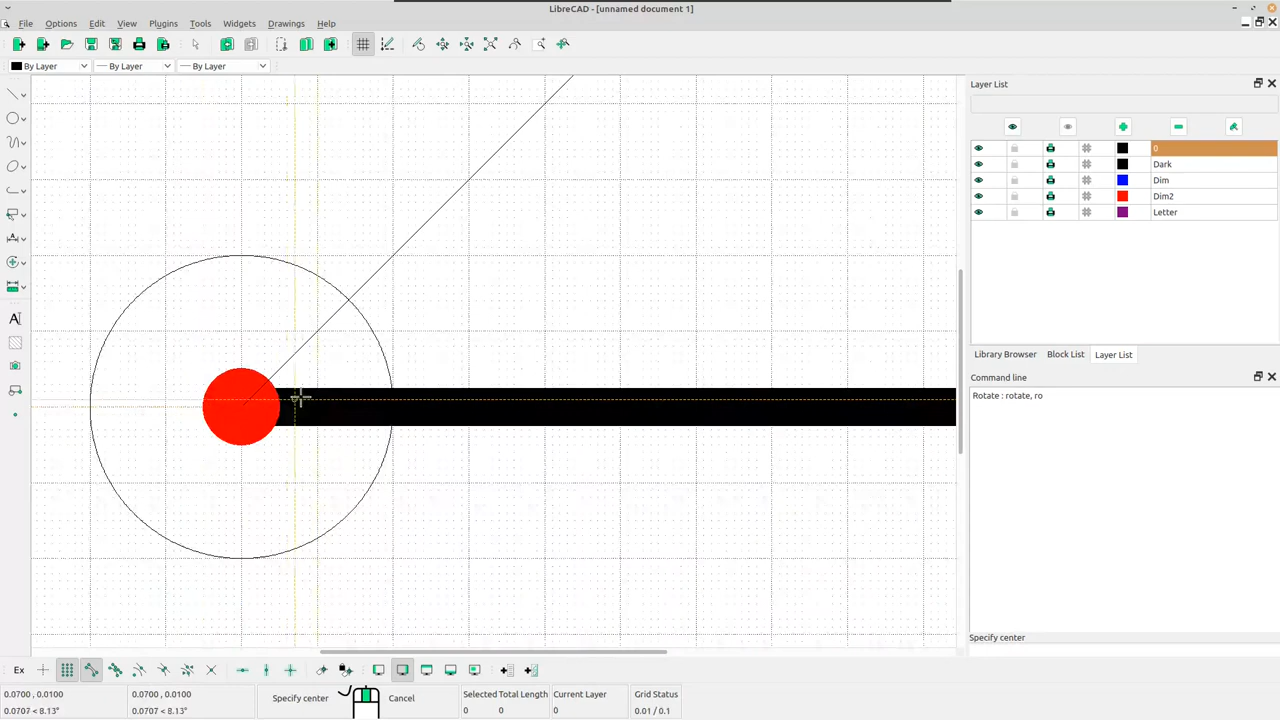 LibreCAD - [unnamed document 1]
File Options Edit View Plugins Tools Widgets Drawings Help
By Layer By Layer By Layer
Layer List
0
Dark
Dim
Dim2
Letter
Library Browser Block List Layer List
Command line
Rotate : rotate, ro
Specify center
Ex
0.0700 , 0.0100
0.0707 < 8.13°
0.0700 , 0.0100
0.0707 < 8.13°
Specify center
Cancel
Selected Total Length
0 0
Current Layer
0
Grid Status
0.01 / 0.1